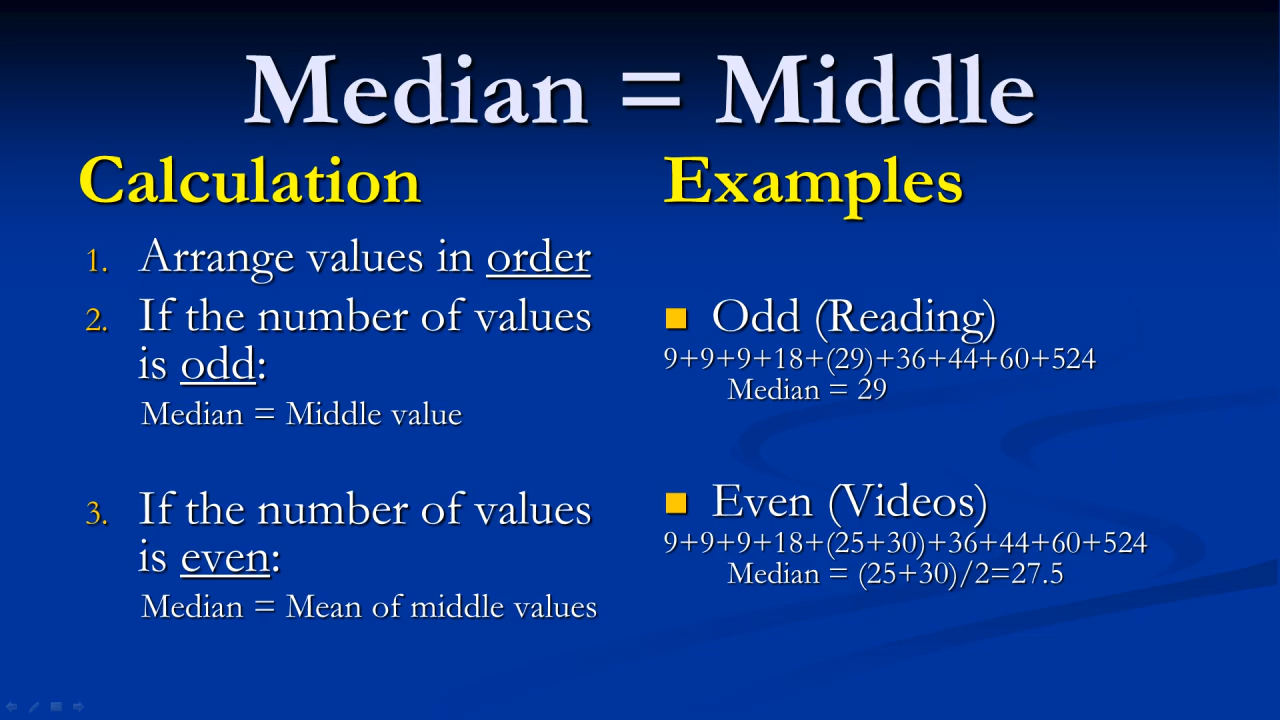 Median = Middle
Calculation
1. Arrange values in order
2. If the number of values
is odd:
Median = Middle value
3. If the number of values
is even:
Median = Mean of middle values
Examples
Odd (Reading)
9+9+9+18+(29)+36+44+60+524
Median = 29
Even (Videos)
9+9+9+18+(25+30)+36+44+60+524
Median = (25+30)/2=27.5